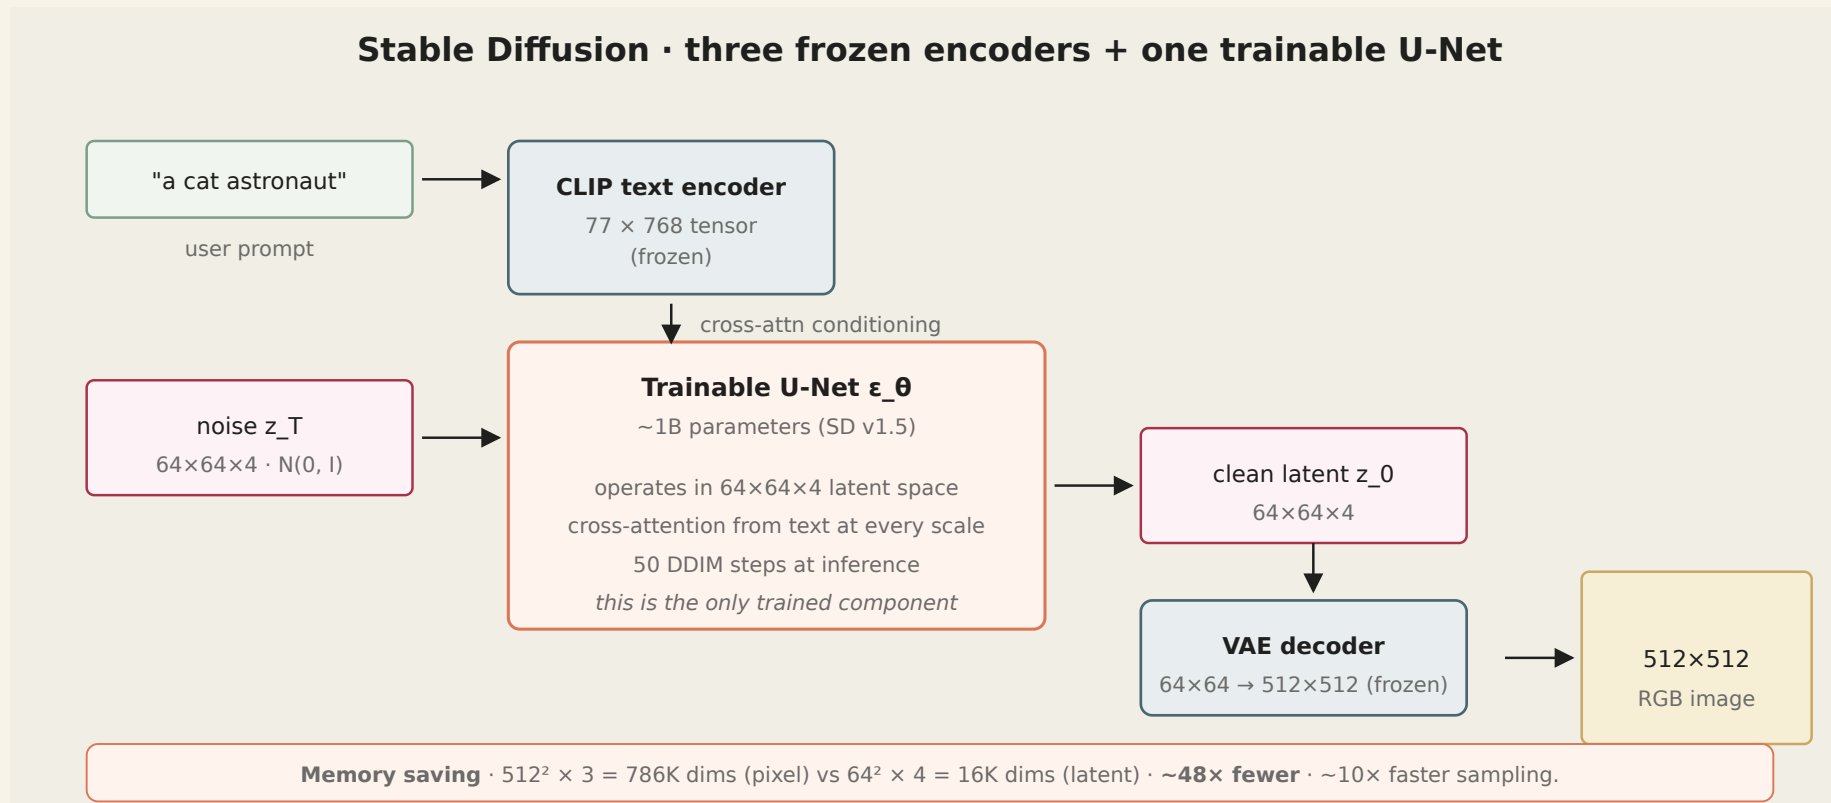 Stable Diffusion · three frozen encoders + one trainable U-Net
"a cat astronaut"
user prompt
CLIP text encoder
77 × 768 tensor
(frozen)
cross-attn conditioning
noise z_T
64×64×4 · N(0, I)
Trainable U-Net ε_θ
~1B parameters (SD v1.5)
operates in 64×64×4 latent space
cross-attention from text at every scale
50 DDIM steps at inference
this is the only trained component
clean latent z_0
64×64×4
VAE decoder
64×64 → 512×512 (frozen)
512×512
RGB image
Memory saving · 512² × 3 = 786K dims (pixel) vs 64² × 4 = 16K dims (latent) · ~48× fewer · ~10× faster sampling.